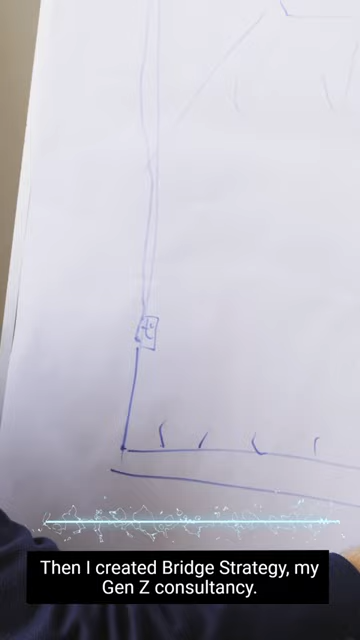 Then I created Bridge Strategy, my
Gen Z consultancy.